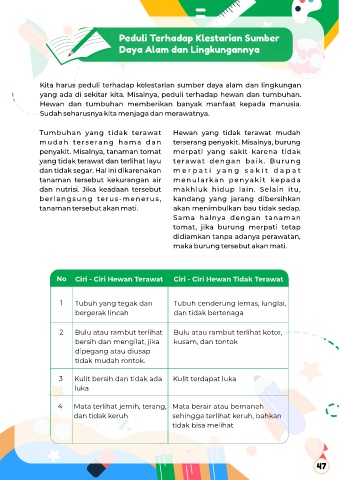 Peduli Terhadap Klestarian Sumber
Daya Alam dan Lingkungannya
Kita harus peduli terhadap kelestarian sumber daya alam dan lingkungan
yang ada di sekitar kita. Misalnya, peduli terhadap hewan dan tumbuhan.
Hewan dan tumbuhan memberikan banyak manfaat kepada manusia.
Sudah seharusnya kita menjaga dan merawatnya.
Tumbuhan yang tidak terawat
mudah terserang hama dan
penyakit. Misalnya, tanaman tomat
yang tidak terawat dan terlihat layu
dan tidak segar. Hal ini dikarenakan
tanaman tersebut kekurangan air
dan nutrisi. Jika keadaan tersebut
berlangsung terus-menerus,
tanaman tersebut akan mati.
Hewan yang tidak terawat mudah
terserang penyakit. Misalnya, burung
merpati yang sakit karena tidak
terawat dengan baik. Burung
merpati yang sakit dapat
menularkan penyakit kepada
makhluk hidup lain. Selain itu,
kandang yang jarang dibersihkan
akan menimbulkan bau tidak sedap.
Sama halnya dengan tanaman
tomat, jika burung merpati tetap
didiamkan tanpa adanya perawatan,
maka burung tersebut akan mati.
No Ciri - Ciri Hewan Terawat Ciri - Ciri Hewan Tidak Terawat
1 Tubuh yang tegak dan Tubuh cenderung lemas, lunglai,
bergerak lincah dan tidak bertenaga
2 Bulu atau rambut terlihat Bulu atau rambut terlihat kotor,
bersih dan mengilat, jika kusam, dan tontok
dipegang atau diusap
tidak mudah rontok.
3 Kulit bersih dan tidak ada Kulit terdapat luka
luka
4 Mata terlihat jernih, terang, Mata berair atau bernanah
dan tidak keruh sehingga terlihat keruh, bahkan
tidak bisa melihat
47